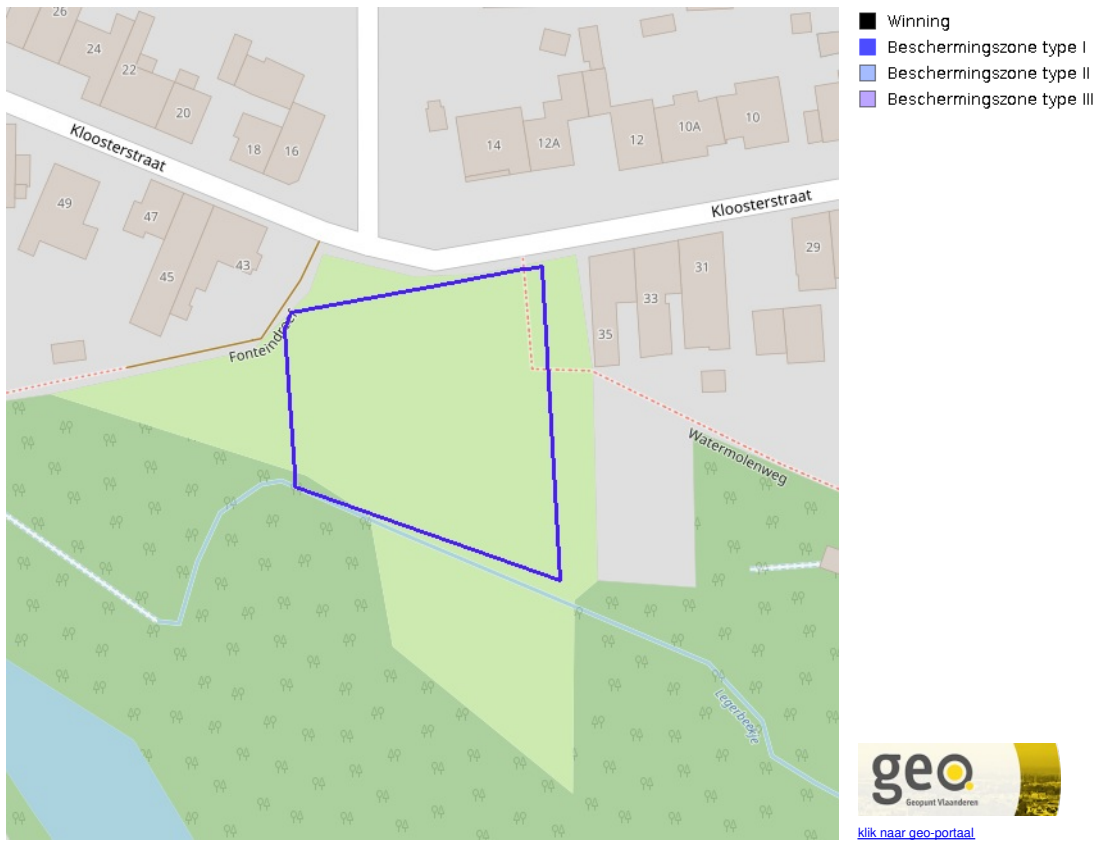 26
24
22
20
18
16
Kloosterstraat
14
12A
12
10A
10
Kloosterstraat
49
47
45
43
29
31
33
35
Fonteindreef
Watermolenweg
Legerbeekje
Winning
Beschermingszone type I
Beschermingszone type II
Beschermingszone type III
geo.
Geopunt Vlaanderen
klik naar geo-portaal